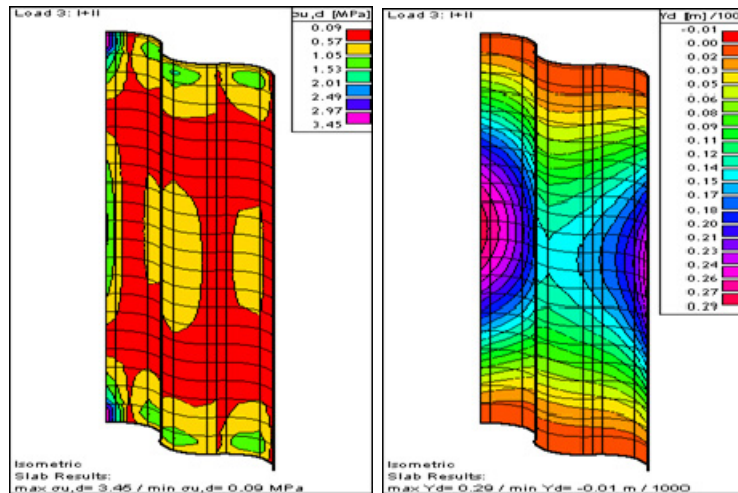 Load 3: I+II
σu,d [MPa]
0.09
0.57
1.05
1.53
2.01
2.49
2.97
3.45
Isometric
Slab Results:
max σu,d= 3.45 / min σu,d= 0.09 MPa
Load 3: I+II
Yd [m] /1000
-0.01
0.00
0.02
0.03
0.05
0.06
0.08
0.09
0.11
0.12
0.14
0.15
0.17
0.18
0.20
0.21
0.23
0.24
0.26
0.27
0.29
Isometric
Slab Results:
max Yd= 0.29 / min Yd= -0.01 m / 1000